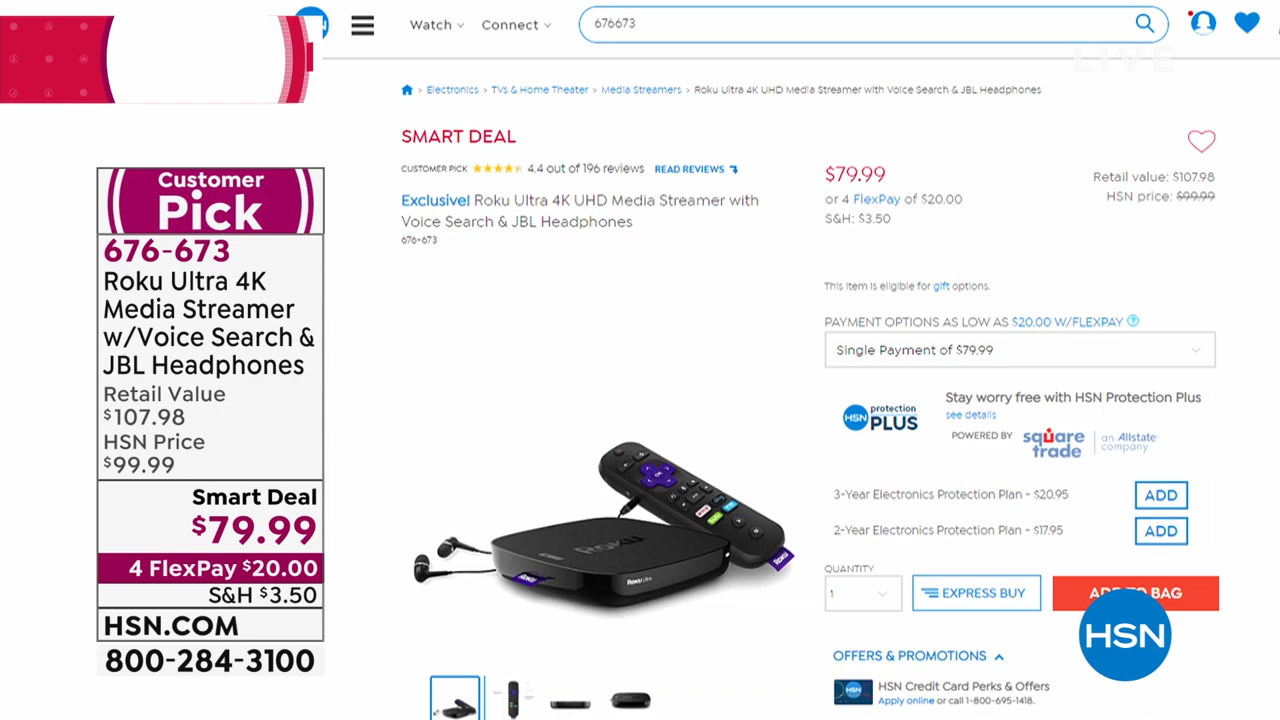 Watch
Connect
676673
LIVE
Electronics > TVs & Home Theater > Media Streamers > Roku Ultra 4K UHD Media Streamer with Voice Search & JBL Headphones
SMART DEAL
CUSTOMER PICK 4.4 out of 196 reviews READ REVIEWS
Exclusive! Roku Ultra 4K UHD Media Streamer with
Voice Search & JBL Headphones
676-673
$79.99
or 4 FlexPay of $20.00
S&H: $3.50
Retail value: $107.98
HSN price: $99.99
This item is eligible for gift options.
PAYMENT OPTIONS AS LOW AS $20.00 W/FLEXPAY
Single Payment of $79.99
HSN protection PLUS
Stay worry free with HSN Protection Plus
see details
POWERED BY square trade | an Allstate company
3-Year Electronics Protection Plan - $20.95 ADD
2-Year Electronics Protection Plan - $17.95 ADD
QUANTITY
1
EXPRESS BUY
ADD TO BAG
HSN
OFFERS & PROMOTIONS
HSN Credit Card Perks & Offers
Apply online or call 1-800-695-1418.
Roku
Roku Ultra
Roku
Customer
Pick
676-673
Roku Ultra 4K
Media Streamer
w/Voice Search &
JBL Headphones
Retail Value
$107.98
HSN Price
$99.99
Smart Deal
$79.99
4 FlexPay $20.00
S&H $3.50
HSN.COM
800-284-3100